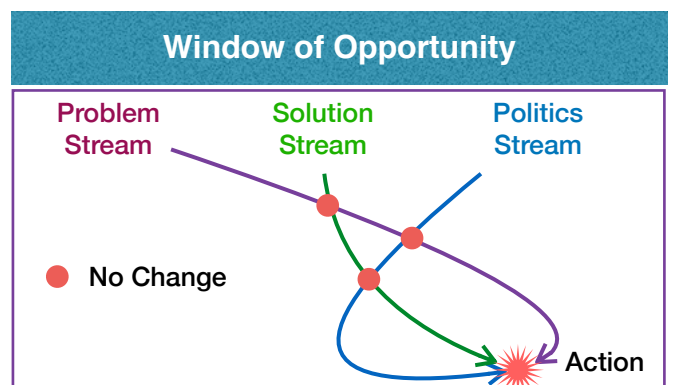 Window of Opportunity
Problem
Stream
Solution
Stream
Politics
Stream
No Change
Action